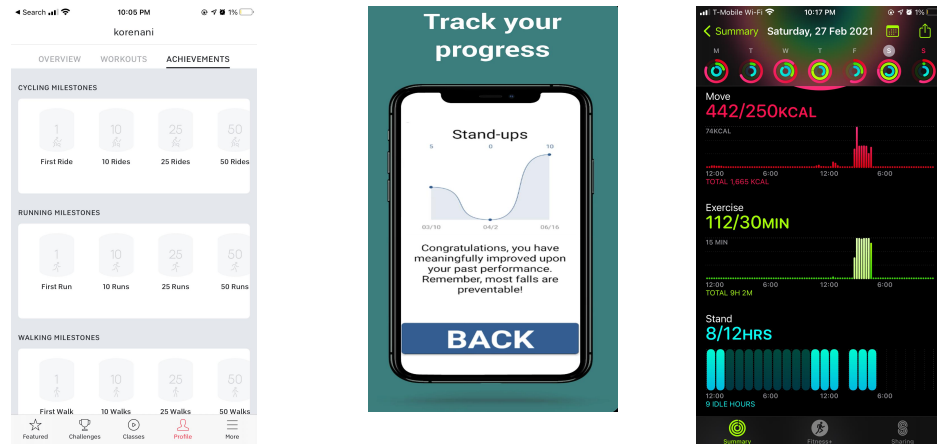 Search
10:05 PM
1%
korenani
OVERVIEW WORKOUTS ACHIEVEMENTS
CYCLING MILESTONES
1 10 25 50
First Ride 10 Rides 25 Rides 50 Rides
RUNNING MILESTONES
1 10 25 50
First Run 10 Runs 25 Runs 50 Runs
WALKING MILESTONES
1 10 25 50
First Walk 10 Walks 25 Walks 50 Walks
Featured Challenges Classes Profile More
Track your
progress
Stand-ups
5 0 10
03/10 04/2 06/16
Congratulations, you have
meaningfully improved upon
your past performance.
Remember, most falls are
preventable!
BACK
T-Mobile Wi-Fi 10:17 PM 1%
Summary Saturday, 27 Feb 2021
M T W T F S S
Move
442/250KCAL
74KCAL
12:00 6:00 12:00 6:00
TOTAL 1,665 KCAL
Exercise
112/30MIN
15 MIN
12:00 6:00 12:00 6:00
TOTAL 9H 2M
Stand
8/12HRS
12:00 6:00 12:00 6:00
9 IDLE HOURS
Summary Fitness+ Sharing